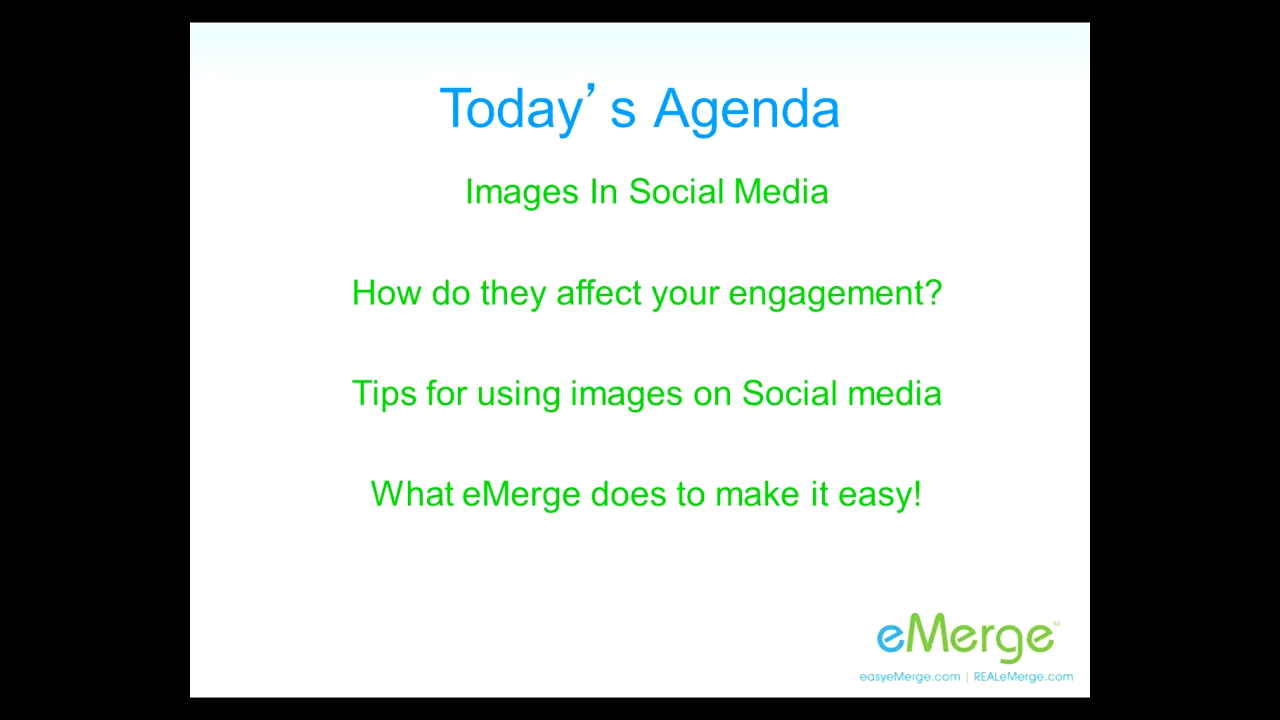 Today’s Agenda
Images In Social Media
How do they affect your engagement?
Tips for using images on Social media
What eMerge does to make it easy!
eMerge™
easyeMerge.com | REALeMerge.com